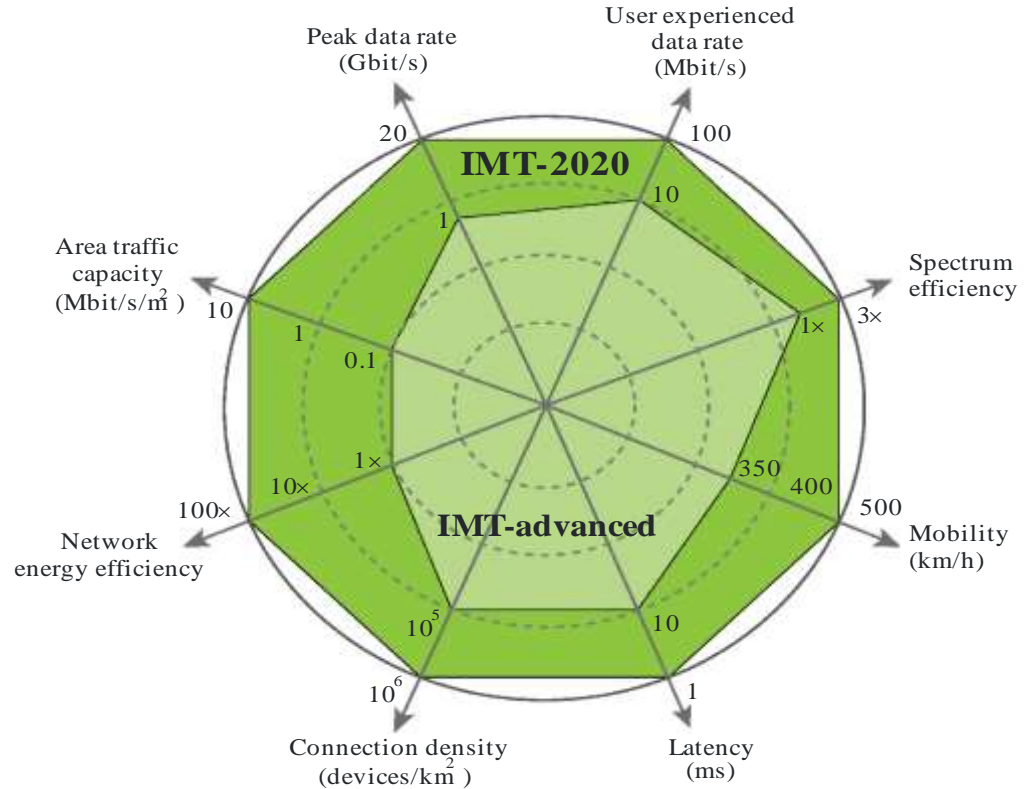 Peak data rate
(Gbit/s)
User experienced
data rate
(Mbit/s)
20
100
IMT-2020
1
10
Area traffic
capacity
(Mbit/s/m²)
Spectrum
efficiency
10
1
0.1
1×
3×
1×
10×
100×
350
400
500
Network
energy efficiency
IMT-advanced
Mobility
(km/h)
10⁵
10
10⁶
1
Connection density
(devices/km²)
Latency
(ms)